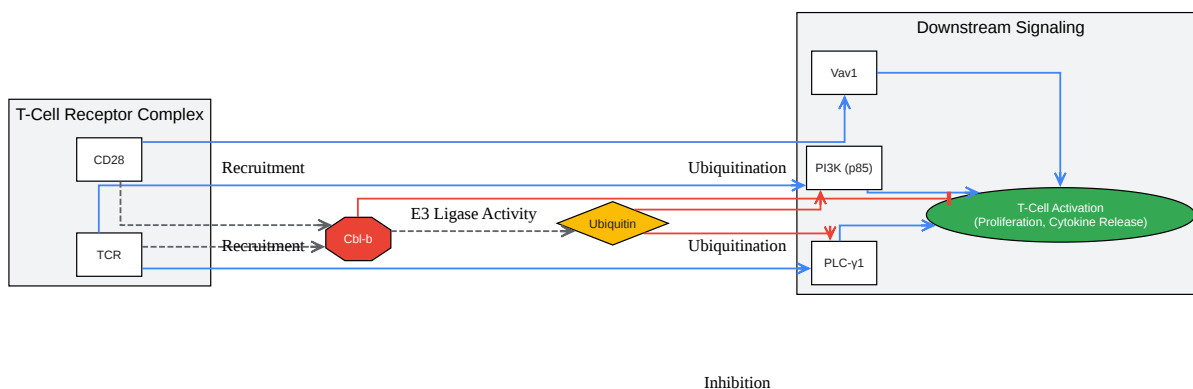 Downstream Signaling
Vav1
T-Cell Receptor Complex
CD28
Recruitment
Ubiquitination
PI3K (p85)
E3 Ligase Activity
T-Cell Activation
(Proliferation, Cytokine Release)
Ubiquitin
Cbl-b
TCR
Recruitment
Ubiquitination
PLC-γ1
Inhibition